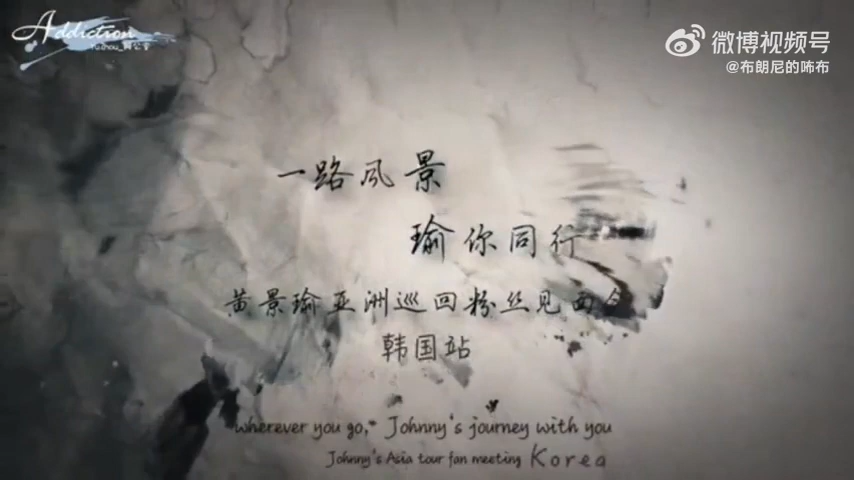 Addiction
微博视频号
@布朗尼的咘布
一路风景
瑜你同行
黄景瑜亚洲巡回粉丝见面会
韩国站
"wherever you go," Johnny's journey with you
Johnny's Asia tour fan meeting Korea